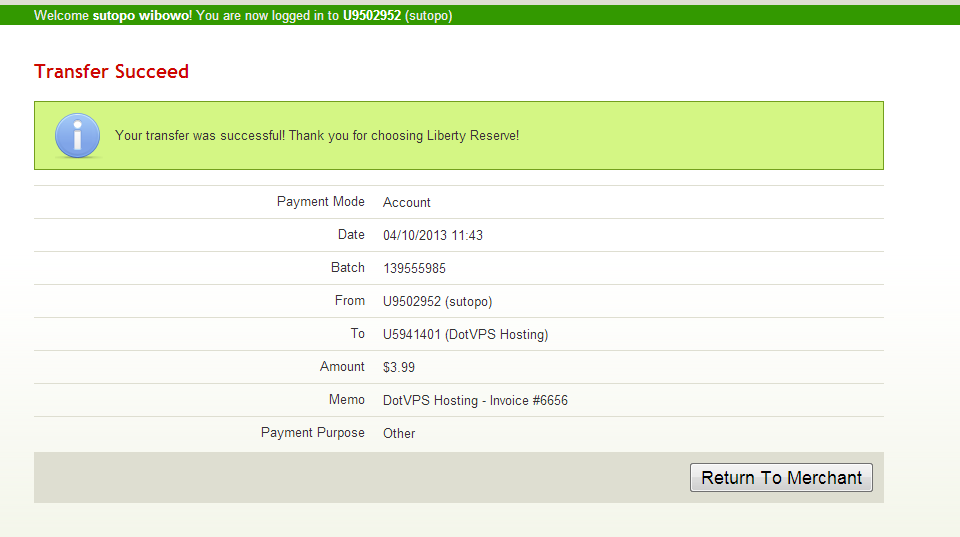 Welcome sutopo wibowo! You are now logged in to U9502952 (sutopo)
Transfer Succeed
i
Your transfer was successful! Thank you for choosing Liberty Reserve!
Payment Mode Account
Date 04/10/2013 11:43
Batch 139555985
From U9502952 (sutopo)
To U5941401 (DotVPS Hosting)
Amount $3.99
Memo DotVPS Hosting - Invoice #6656
Payment Purpose Other
Return To Merchant